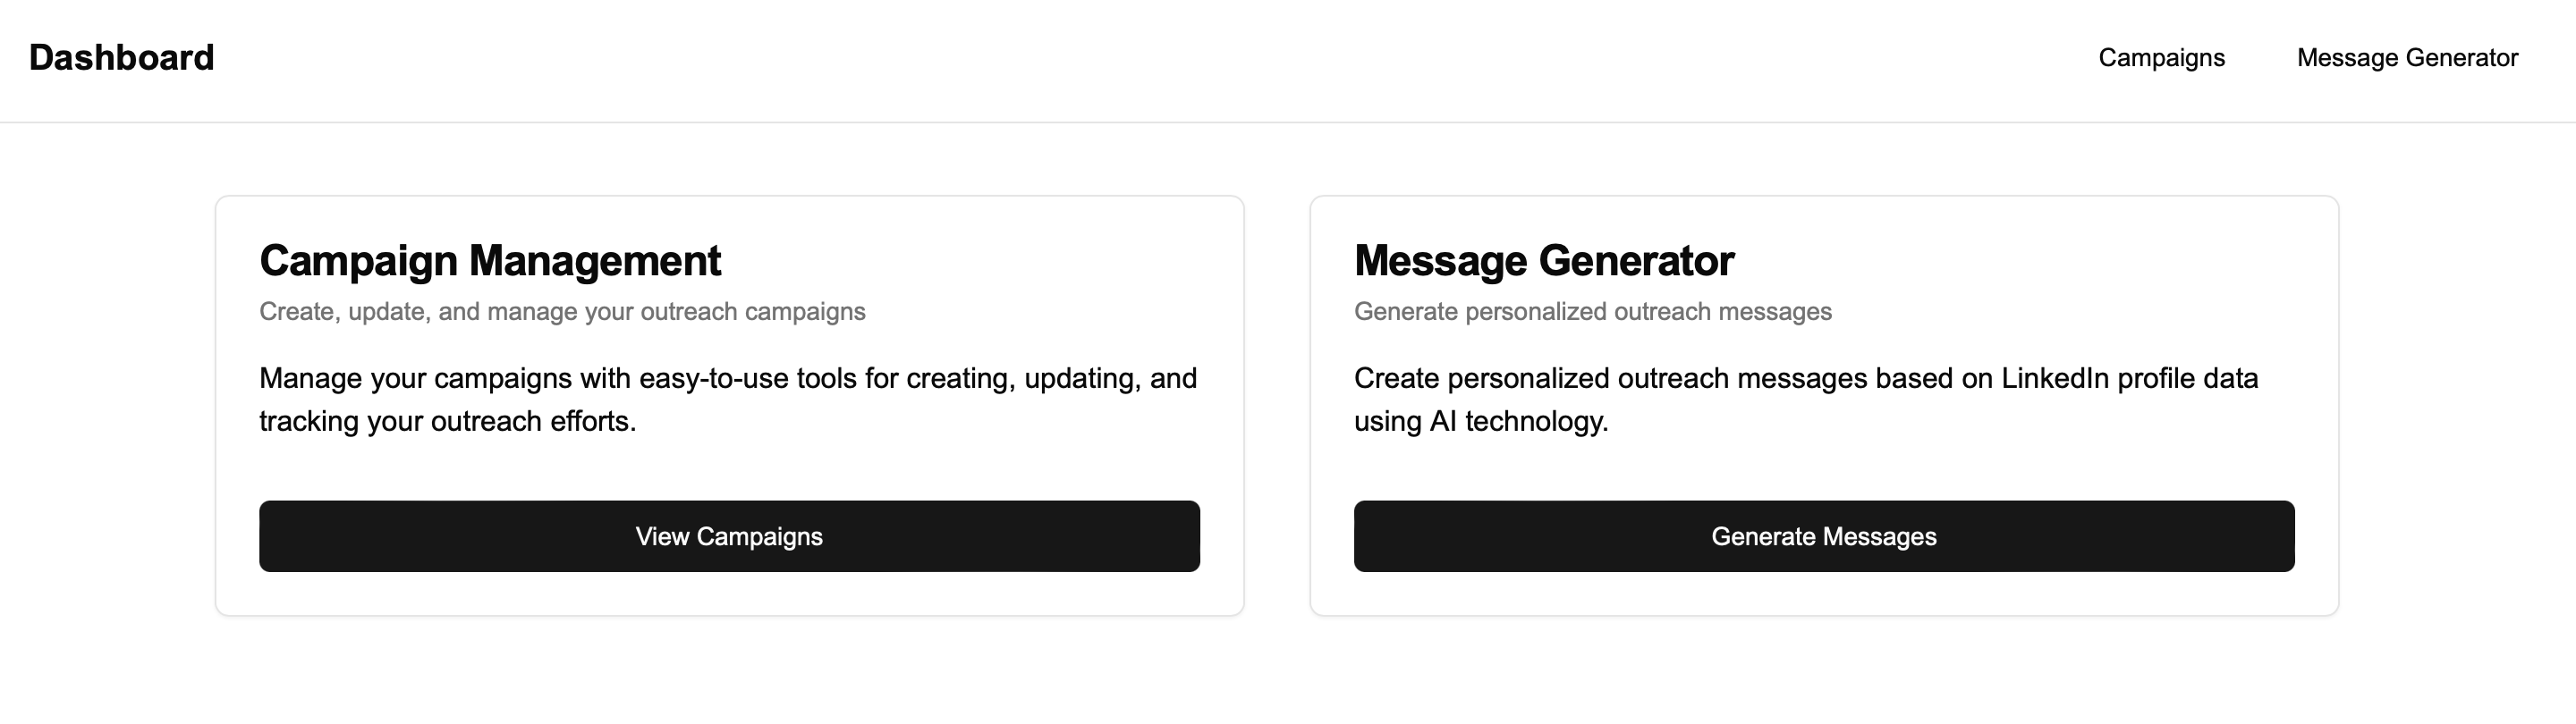 Dashboard
Campaigns
Message Generator
Campaign Management
Create, update, and manage your outreach campaigns
Manage your campaigns with easy-to-use tools for creating, updating, and
tracking your outreach efforts.
View Campaigns
Message Generator
Generate personalized outreach messages
Create personalized outreach messages based on LinkedIn profile data
using AI technology.
Generate Messages